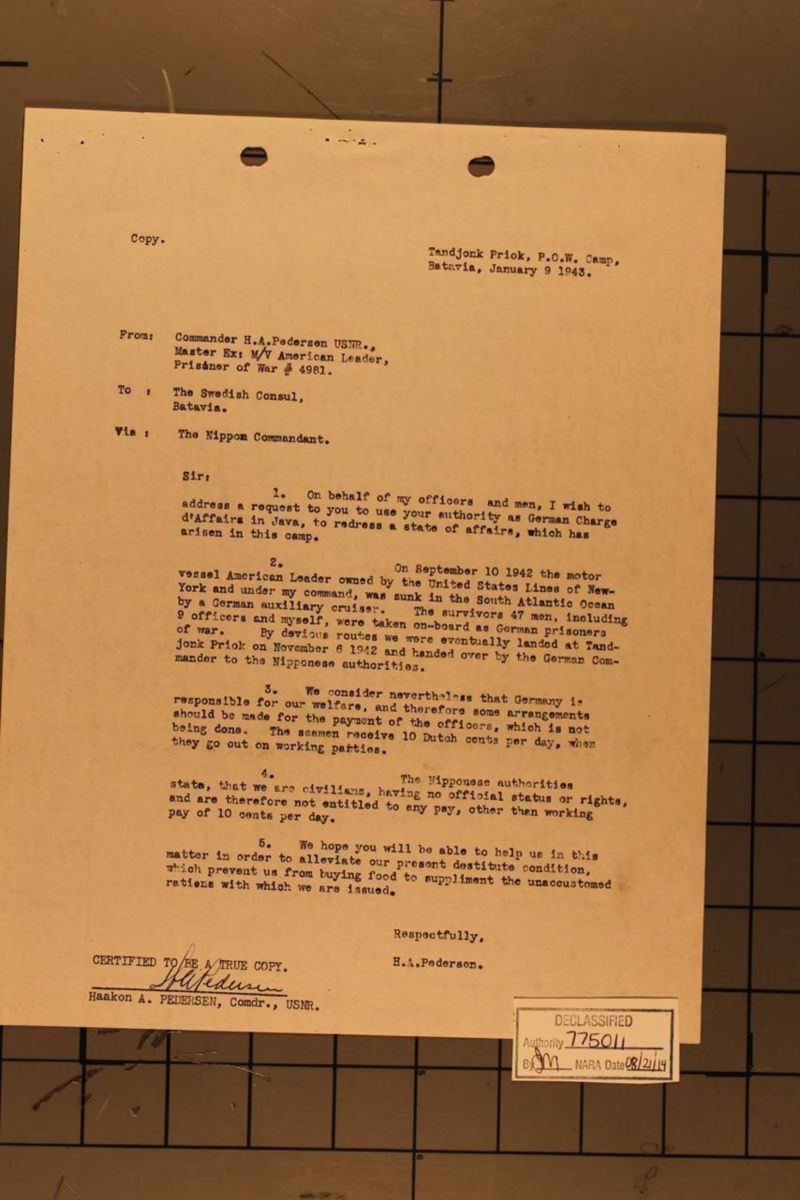 Copy.
Tandjonk Priok, P.O.W. Camp,
Batavia, January 9 1943.
From: Commander H.A.Pedersen USNR.,
Master Ex: M/V American Leader,
Prisoner of War # 4981.
To : The Swedish Consul,
Batavia.
Via : The Nippon Commandant.
Sir:
1. On behalf of my officers and men, I wish to
address a request to you to use your authority as German Charge
d'Affairs in Java, to redress a state of affairs, which has
arisen in this camp.
2. On September 10 1942 the motor
vessel American Leader owned by the United States Lines of New-
York and under my command, was sunk in the South Atlantic Ocean
by a German auxiliary cruiser. The survivors 47 men, including
9 officers and myself, were taken on-board as German prisoners
of war. By devious routes we were eventually landed at Tand-
jonk Priok on November 6 1942 and handed over by the German Com-
mander to the Nipponese authorities.
3. We consider nevertheless that Germany is
responsible for our welfare, and therefore some arrangements
should be made for the payment of the officers, which is not
being done. The seamen receive 10 Dutch cents per day, when
they go out on working patties.
4. The Nipponese authorities
state, that we are civilians, having no official status or rights,
and are therefore not entitled to any pay, other then working
pay of 10 cents per day.
5. We hope you will be able to help us in this
matter in order to alleviate our present destitute condition,
which prevent us from buying food to suppliment the unaccustomed
rations with which we are issued.
Respectfully,
H.A.Pedersen.
CERTIFIED TO BE A TRUE COPY.
HA Pedersen
Haakon A. PEDERSEN, Comdr., USNR.
DECLASSIFIED
Authority 775011
By JM NARA Date 08/21/14